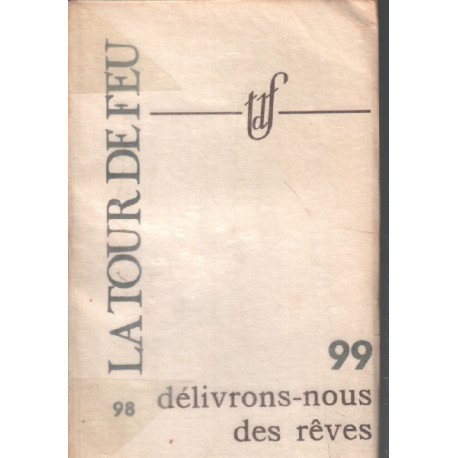 LA TOUR DE FEU
tdf
99
98
délivrons-nous
des rêves